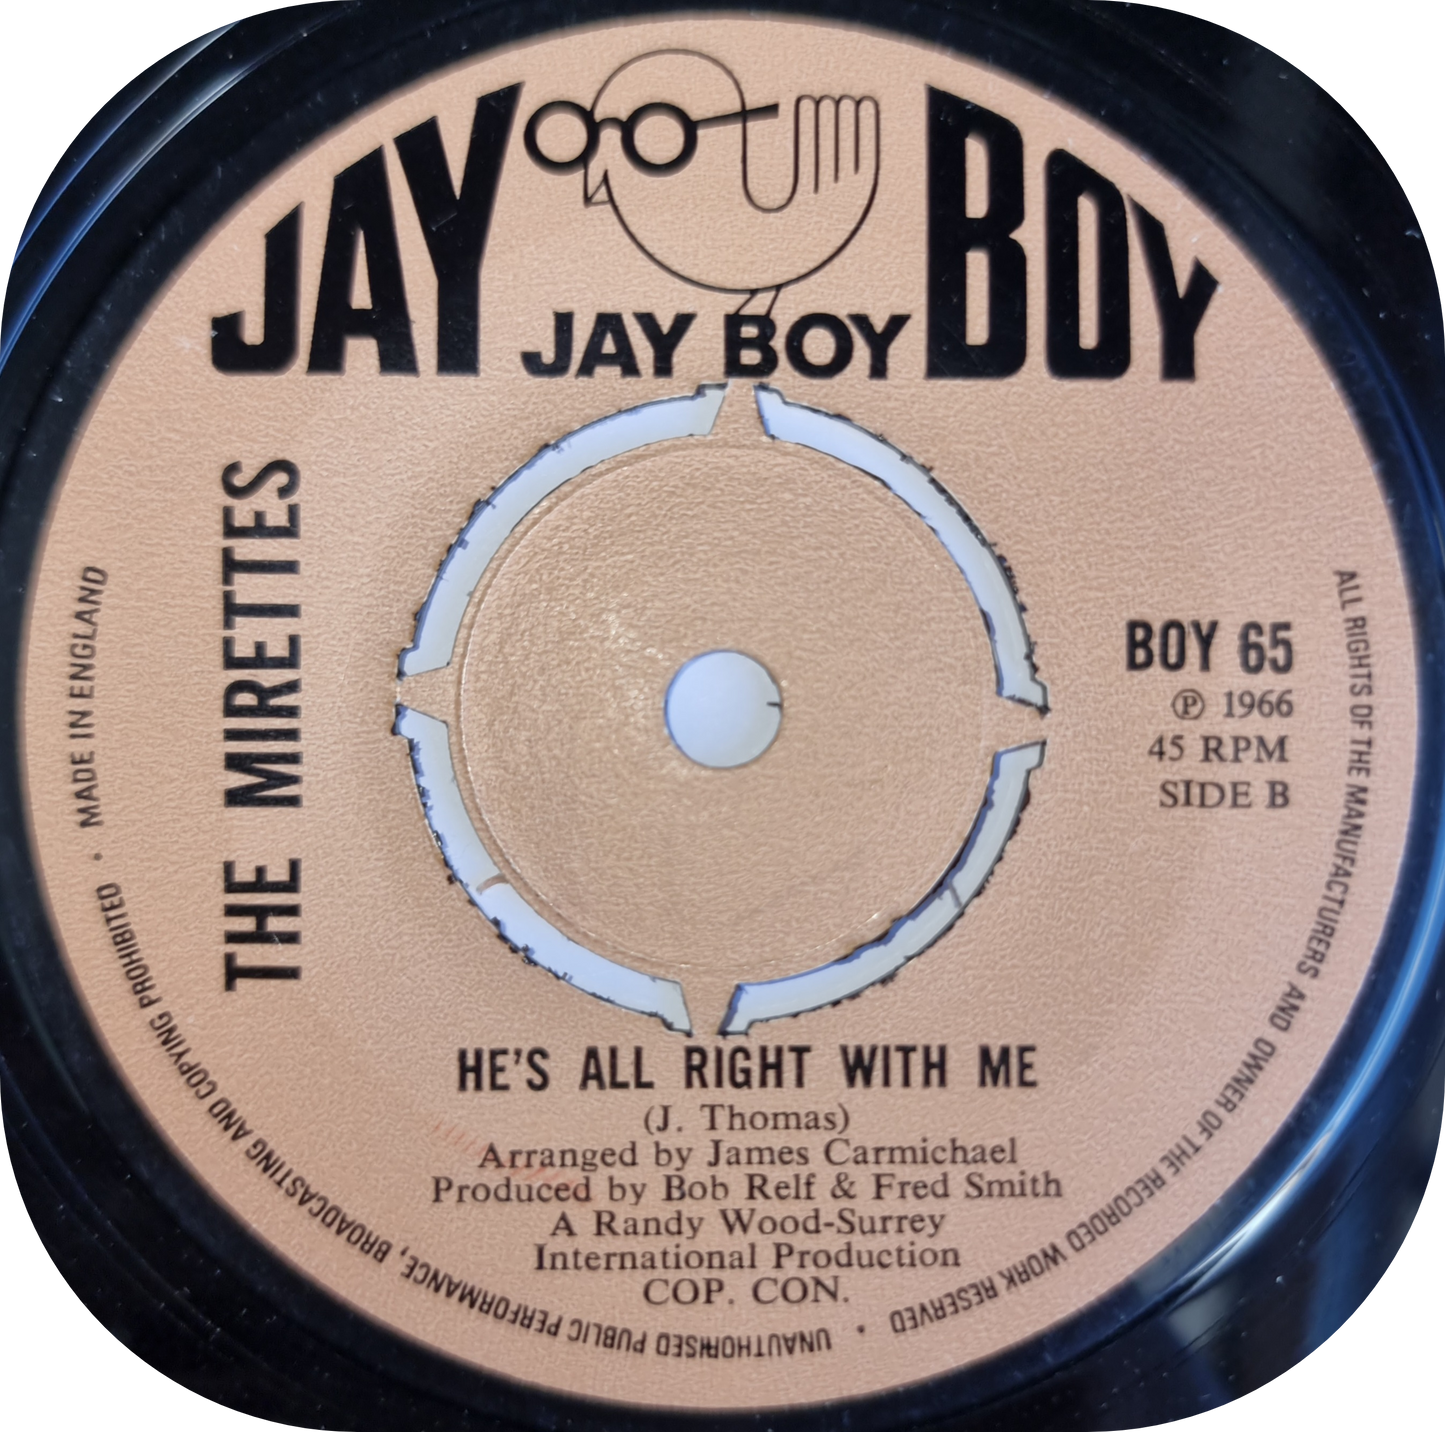 JAY BOY
JAY BOY
THE MIRETTES
BOY 65
Ⓟ 1966
45 RPM
SIDE B
HE'S ALL RIGHT WITH ME
(J. Thomas)
Arranged by James Carmichael
Produced by Bob Relf & Fred Smith
A Randy Wood-Surrey
International Production
COP. CON.
ALL RIGHTS OF THE MANUFACTURERS AND OWNER OF THE RECORDED WORK RESERVED • UNAUTHORISED PUBLIC PERFORMANCE, BROADCASTING AND COPYING PROHIBITED • MADE IN ENGLAND